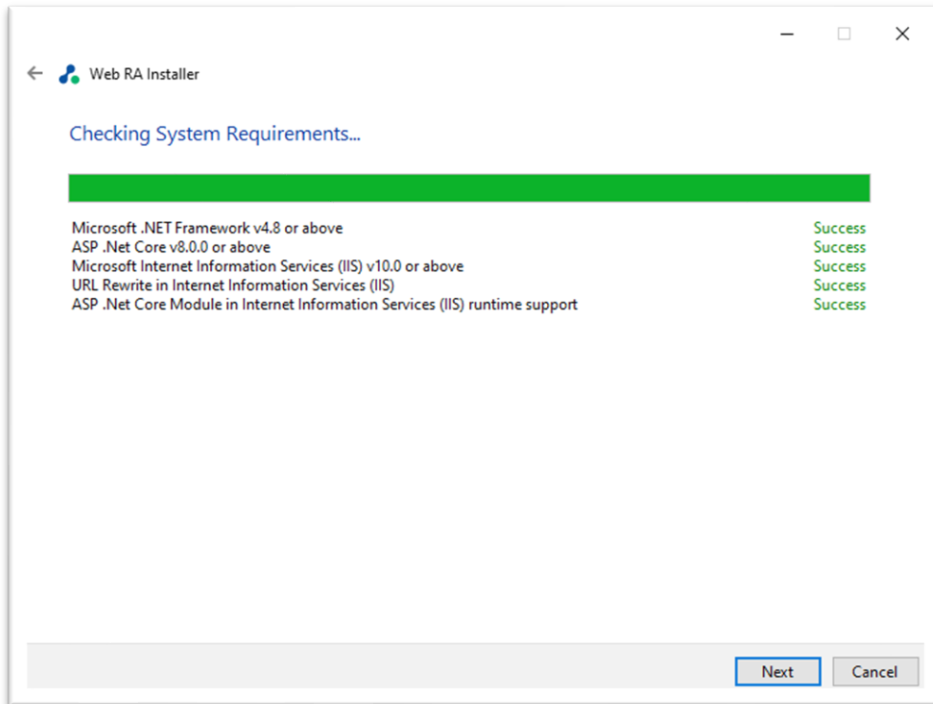 Web RA Installer
Checking System Requirements...
Microsoft .NET Framework v4.8 or above Success
ASP .Net Core v8.0.0 or above Success
Microsoft Internet Information Services (IIS) v10.0 or above Success
URL Rewrite in Internet Information Services (IIS) Success
ASP .Net Core Module in Internet Information Services (IIS) runtime support Success
Next Cancel